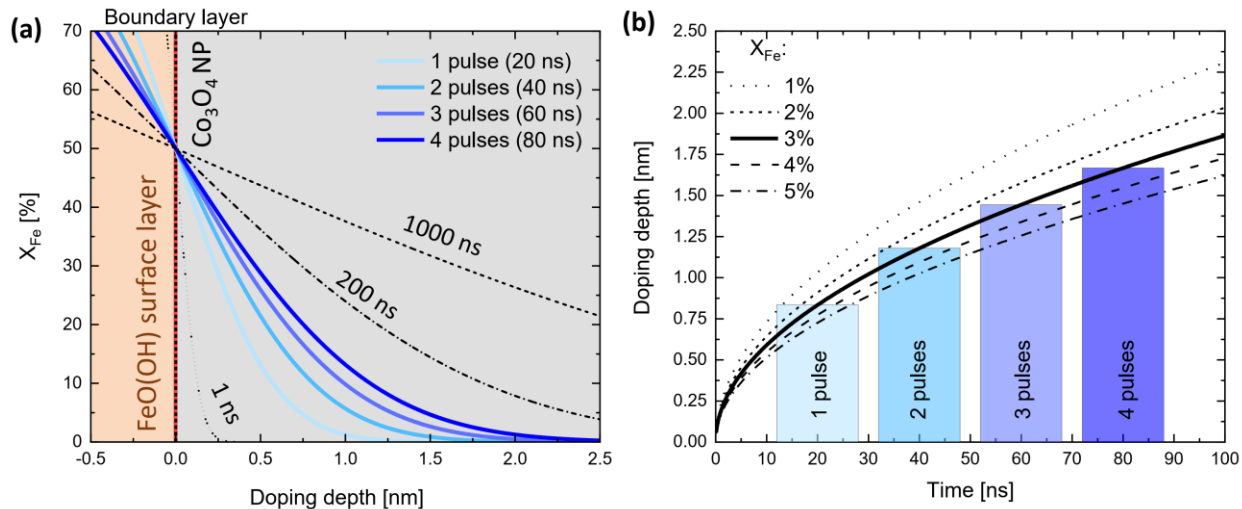 (a)
Boundary layer
70
60
50
40
30
20
10
0
X_Fe [%]
FeO(OH) surface layer
Co₃O₄ NP
1 pulse (20 ns)
2 pulses (40 ns)
3 pulses (60 ns)
4 pulses (80 ns)
1000 ns
200 ns
1 ns
-0.5 0.0 0.5 1.0 1.5 2.0 2.5
Doping depth [nm]
(b)
2.50
2.25
2.00
1.75
1.50
1.25
1.00
0.75
0.50
0.25
0.00
Doping depth [nm]
X_Fe:
1%
2%
3%
4%
5%
1 pulse
2 pulses
3 pulses
4 pulses
0 10 20 30 40 50 60 70 80 90 100
Time [ns]